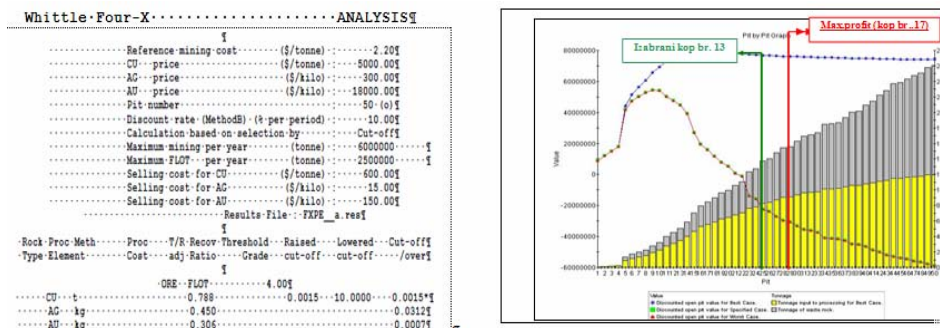 Whittle·Four-X····················ANALYSIS¶
¶
Reference·mining·cost·······($/tonne)·:······2.20¶
CU···price··················($/tonne)·:···5000.00¶
AG···price··················($/kilo)·:····300.00¶
AU···price··················($/kilo)·:··18000.00¶
Pit·number·····························:····50·(o)¶
Discount·rate·(MethodB)·(%·per·period)·:·····10.00¶
Calculation·based·on·selection·by······:···Cut-off¶
Maximum·mining·per·year·······(tonne)·:···6000000·····¶
Maximum·FLOT··per·year········(tonne)·:···2500000·····¶
Selling·cost·for·CU·········($/tonne)·:····600.00¶
Selling·cost·for·AG··········($/kilo)·:·····15.00¶
Selling·cost·for·AU··········($/kilo)·:····150.00¶
Results·File·:·FXPE__a.res¶
¶
·Rock·Proc·Meth·····Proc····T/R·Recov·Threshold···Raised····Lowered···Cut-off¶
·Type·Element·······Cost····adj·Ratio·····Grade···cut-off···cut-off·····/over¶
¶
ORE··FLOT·······4.00¶
CU···t··········0.788··········0.0015··10.0000···0.0015*¶
AG···kg·········0.450····························0.0312¶
AU···kg·········0.306····························0.0007¶
Max.profit (kop br..17)
Pit by Pit Graph
Izabrani kop br. 13
80000000
60000000
40000000
20000000
0
-20000000
-40000000
-60000000
Value
Pit
Value
Discounted open pit value for Best Case.
Discounted open pit value for Specified Case.
Discounted open pit value for Worst Case.
Tonnage
Tonnage input to processing for Best Case.
Tonnage of waste rock.